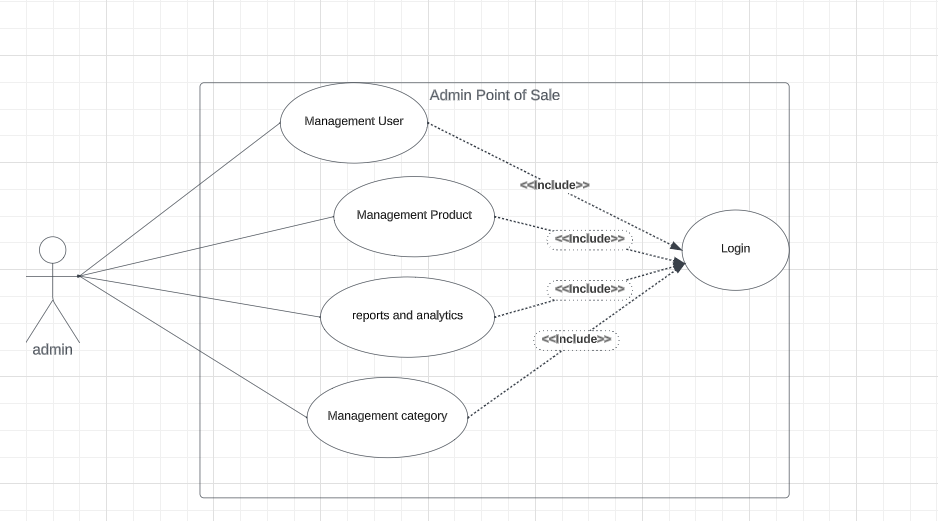 Admin Point of Sale
Management User
<<Include>>
Management Product
<<Include>>
Login
<<Include>>
reports and analytics
<<Include>>
admin
Management category